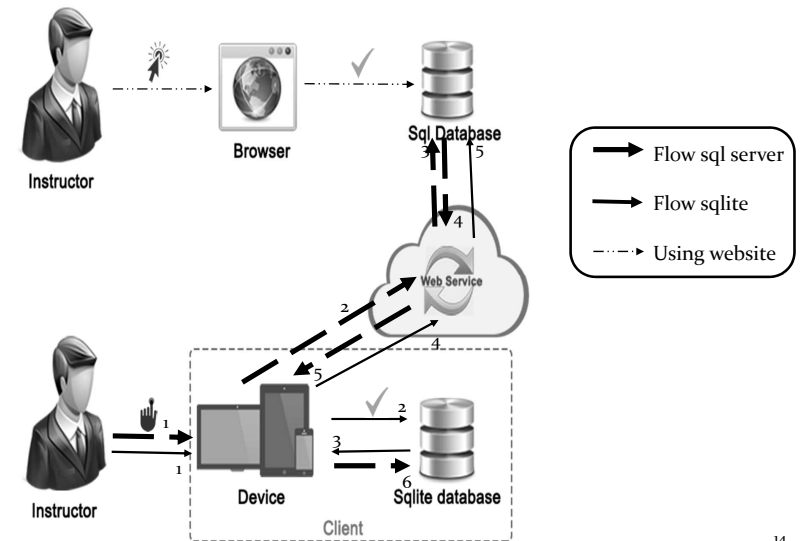 Instructor
Browser
Sql Database
3
5
4
Flow sql server
Flow sqlite
Using website
Web Service
2
4
5
1
1
2
3
6
Instructor
Device
Sqlite database
Client
14